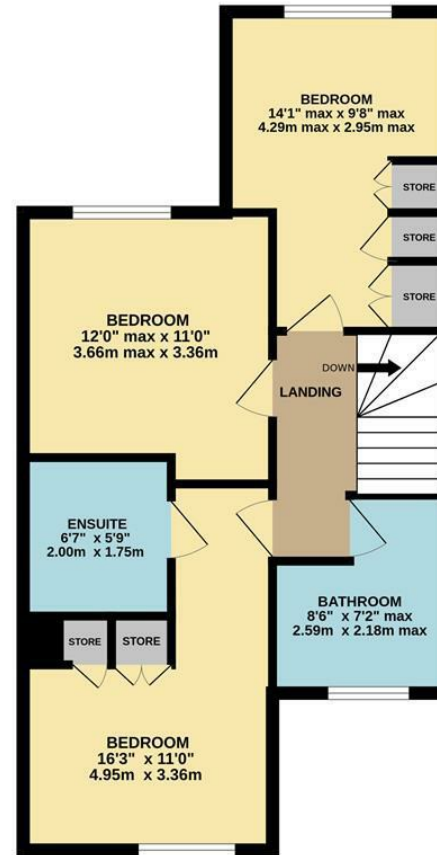 BEDROOM
14'1" max x 9'8" max
4.29m max x 2.95m max
STORE
STORE
STORE
BEDROOM
12'0" max x 11'0"
3.66m max x 3.36m
DOWN
LANDING
ENSUITE
6'7" x 5'9"
2.00m x 1.75m
BATHROOM
8'6" x 7'2" max
2.59m x 2.18m max
STORE
STORE
BEDROOM
16'3" x 11'0"
4.95m x 3.36m